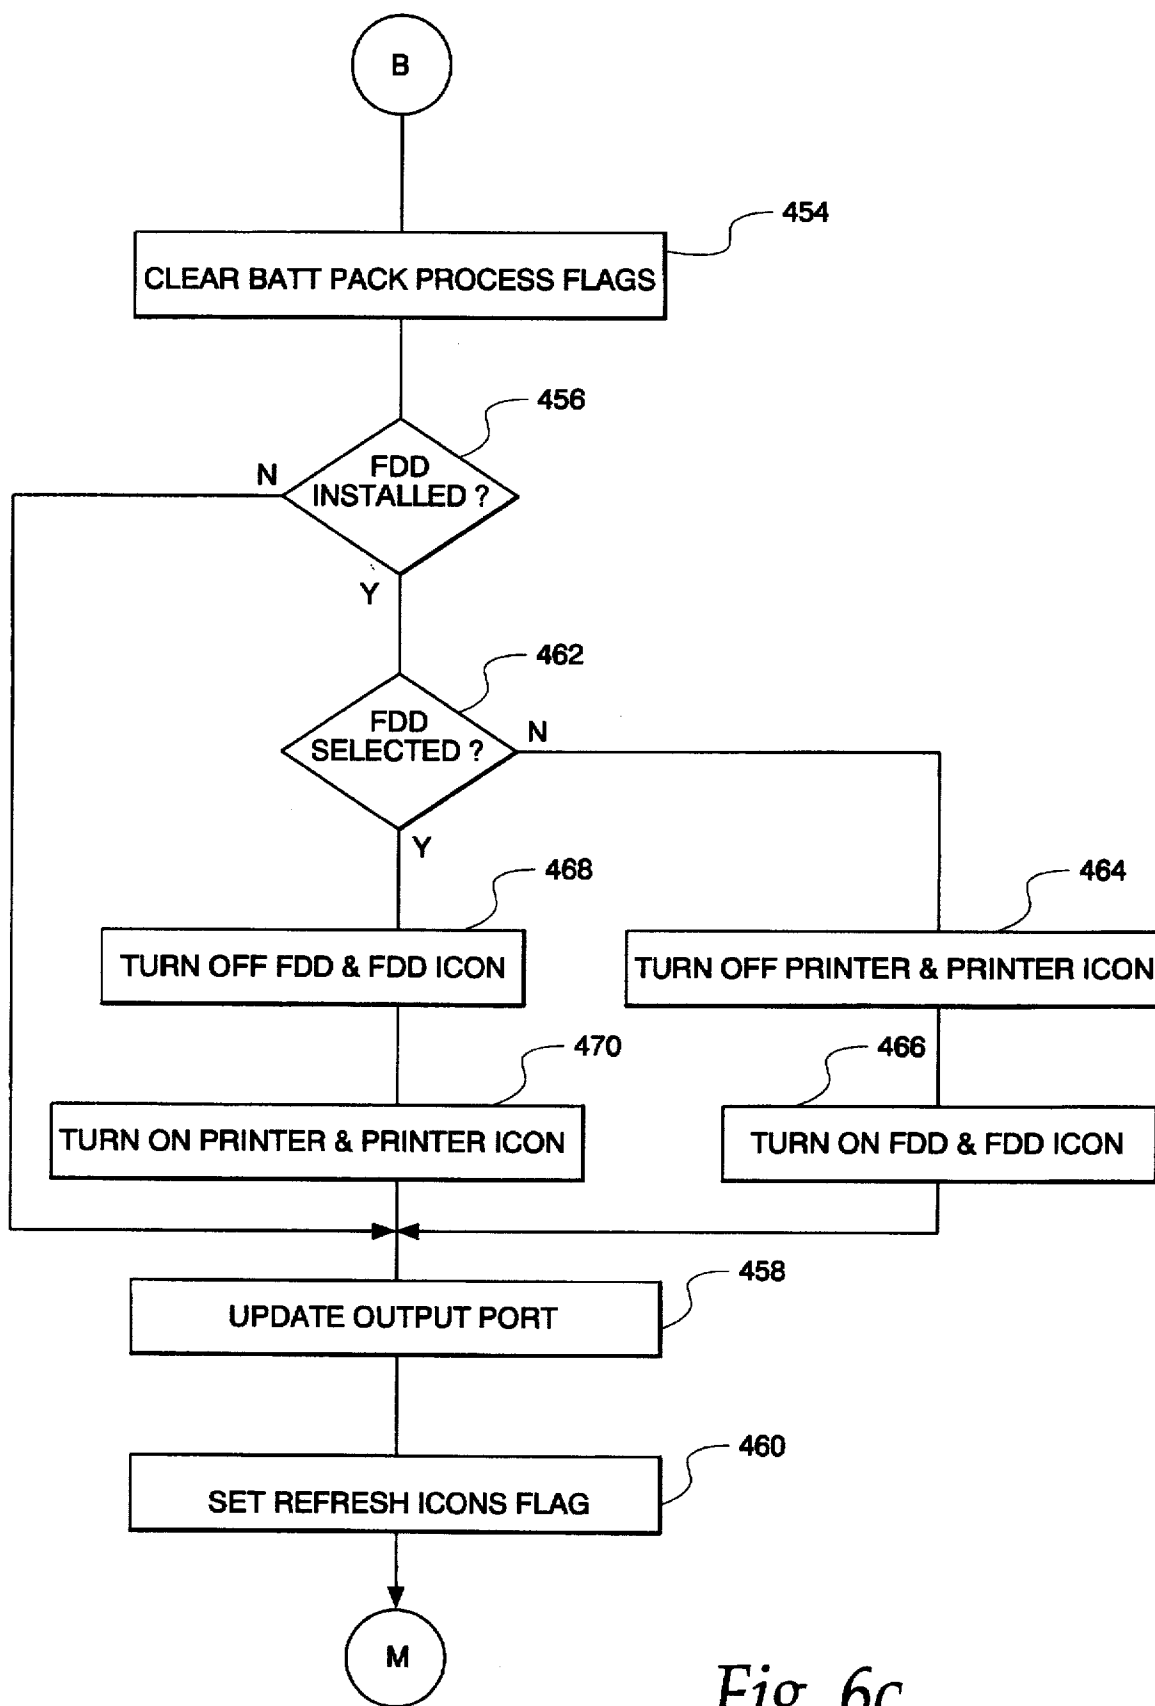 B
454
CLEAR BATT PACK PROCESS FLAGS
456
N
FDD
INSTALLED ?
Y
462
FDD
SELECTED ?
N
Y
468
464
TURN OFF FDD & FDD ICON
TURN OFF PRINTER & PRINTER ICON
470
466
TURN ON PRINTER & PRINTER ICON
TURN ON FDD & FDD ICON
458
UPDATE OUTPUT PORT
460
SET REFRESH ICONS FLAG
M
Fig. 6c